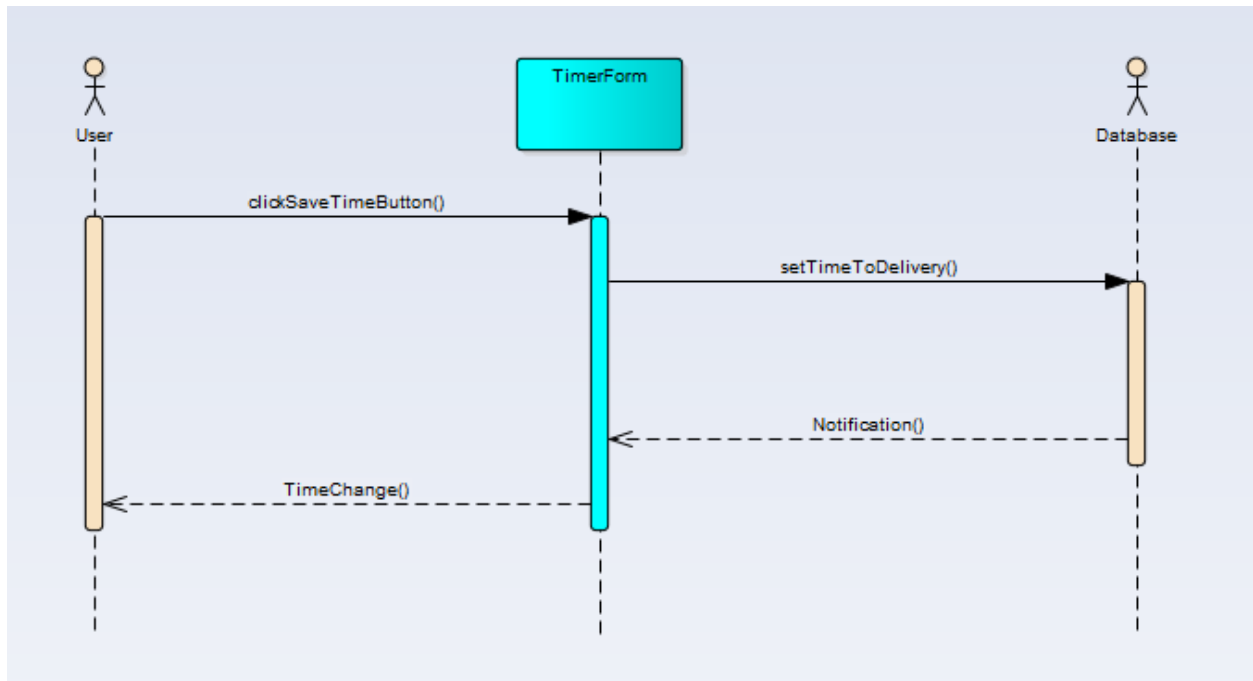 TimerForm
User
Database
clickSaveTimeButton()
setTimeToDelivery()
Notification()
TimeChange()